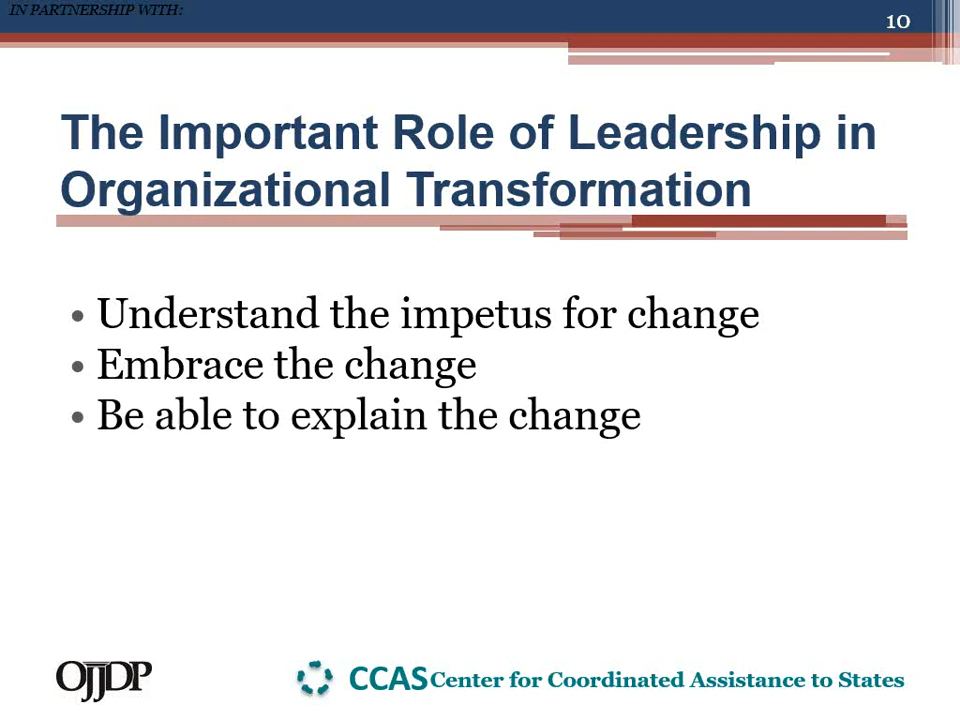 IN PARTNERSHIP WITH:
10
The Important Role of Leadership in
Organizational Transformation
• Understand the impetus for change
• Embrace the change
• Be able to explain the change
OJJDP
CCAS Center for Coordinated Assistance to States